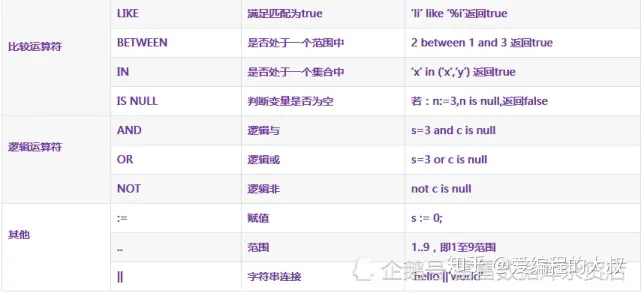 比较运算符
LIKE 满足匹配为true ‘li’ like ‘%i’返回true
BETWEEN 是否处于一个范围中 2 between 1 and 3 返回true
IN 是否处于一个集合中 ‘x’ in (‘x’,‘y’) 返回true
IS NULL 判断变量是否为空 若：n:=3,n is null,返回false
逻辑运算符
AND 逻辑与 s=3 and c is null
OR 逻辑或 s=3 or c is null
NOT 逻辑非 not c is null
其他
:= 赋值 s := 0;
.. 范围 1..9，即1至9范围
|| 字符串连接 ‘hello’||’world’
知乎 @爱编程的大叔
企鹅号